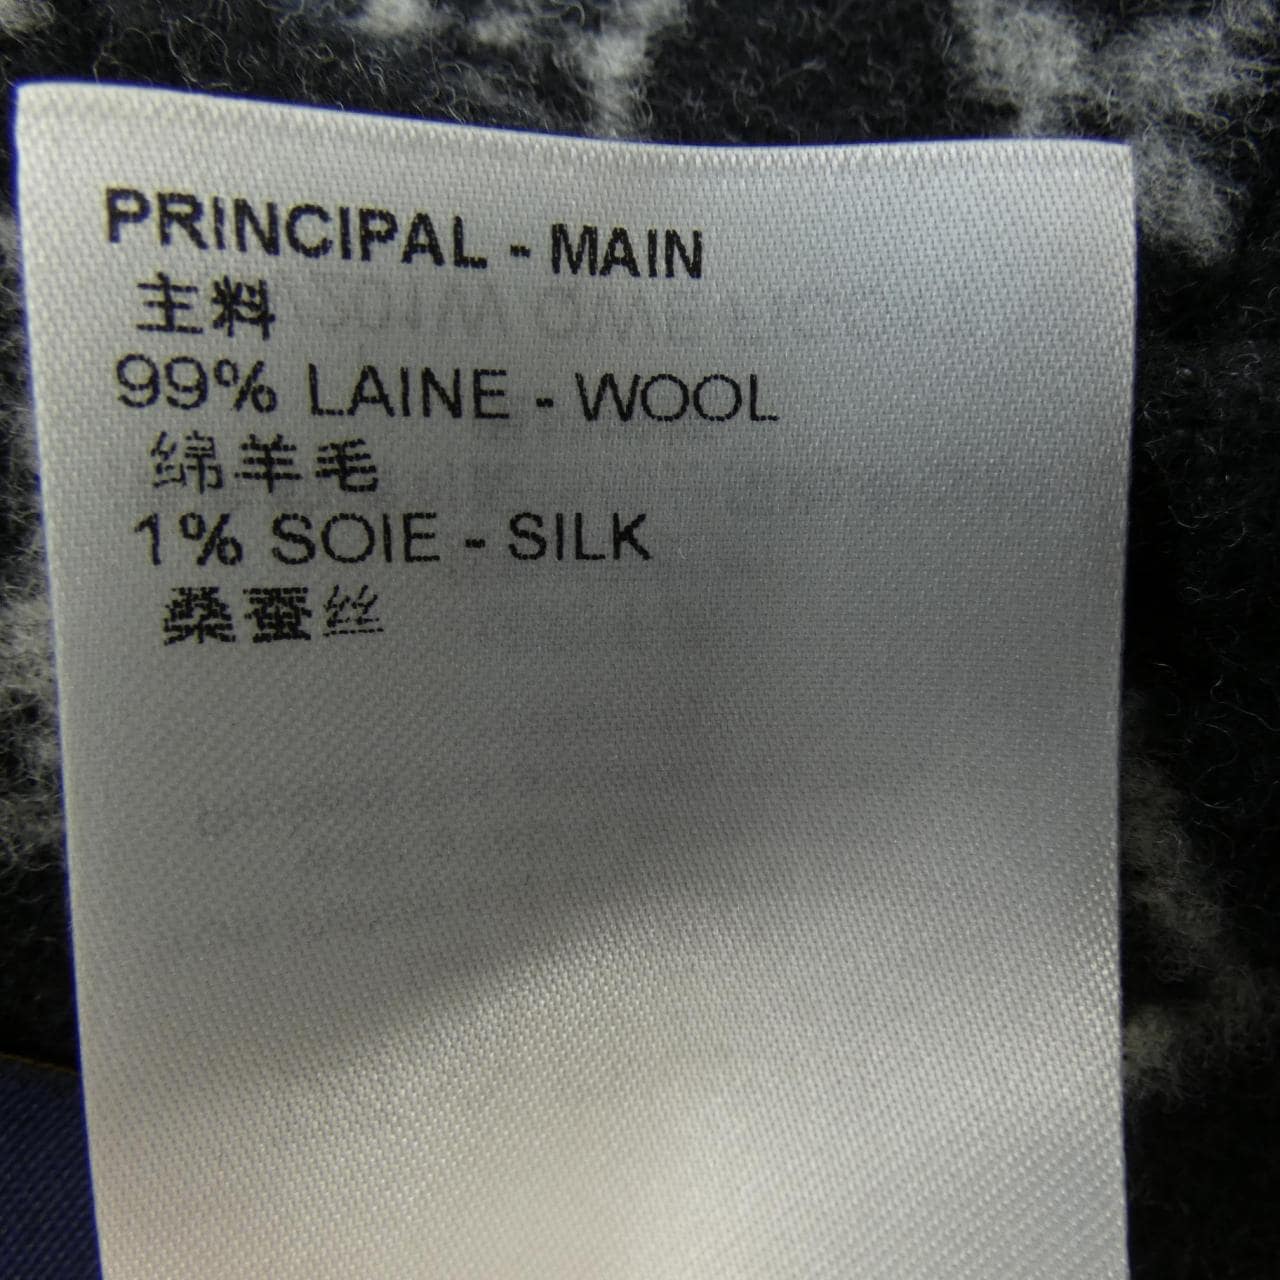 PRINCIPAL - MAIN
主料
99% LAINE - WOOL
绵羊毛
1% SOIE - SILK
桑蚕丝